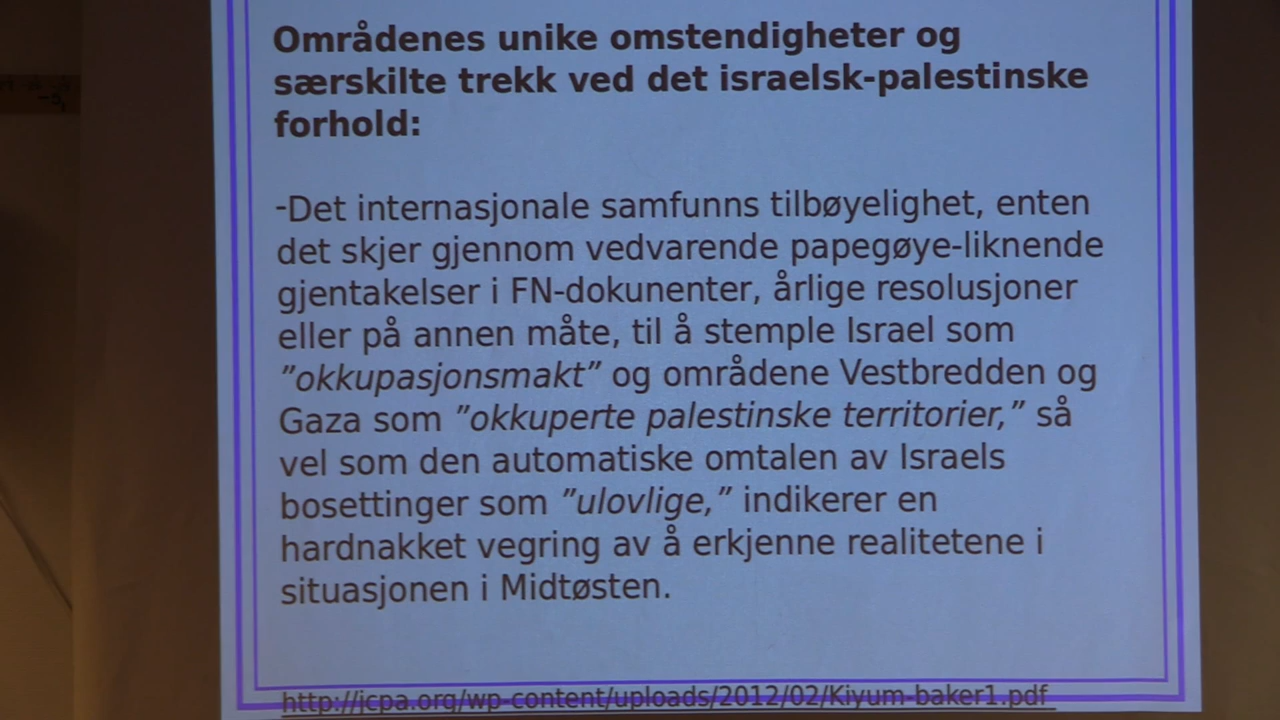 Områdenes unike omstendigheter og
særskilte trekk ved det israelsk-palestinske
forhold:
-Det internasjonale samfunns tilbøyelighet, enten
det skjer gjennom vedvarende papegøye-liknende
gjentakelser i FN-dokunenter, årlige resolusjoner
eller på annen måte, til å stemple Israel som
”okkupasjonsmakt” og områdene Vestbredden og
Gaza som ”okkuperte palestinske territorier,” så
vel som den automatiske omtalen av Israels
bosettinger som ”ulovlige,” indikerer en
hardnakket vegring av å erkjenne realitetene i
situasjonen i Midtøsten.
http://jcpa.org/wp-content/uploads/2012/02/Kiyum-baker1.pdf